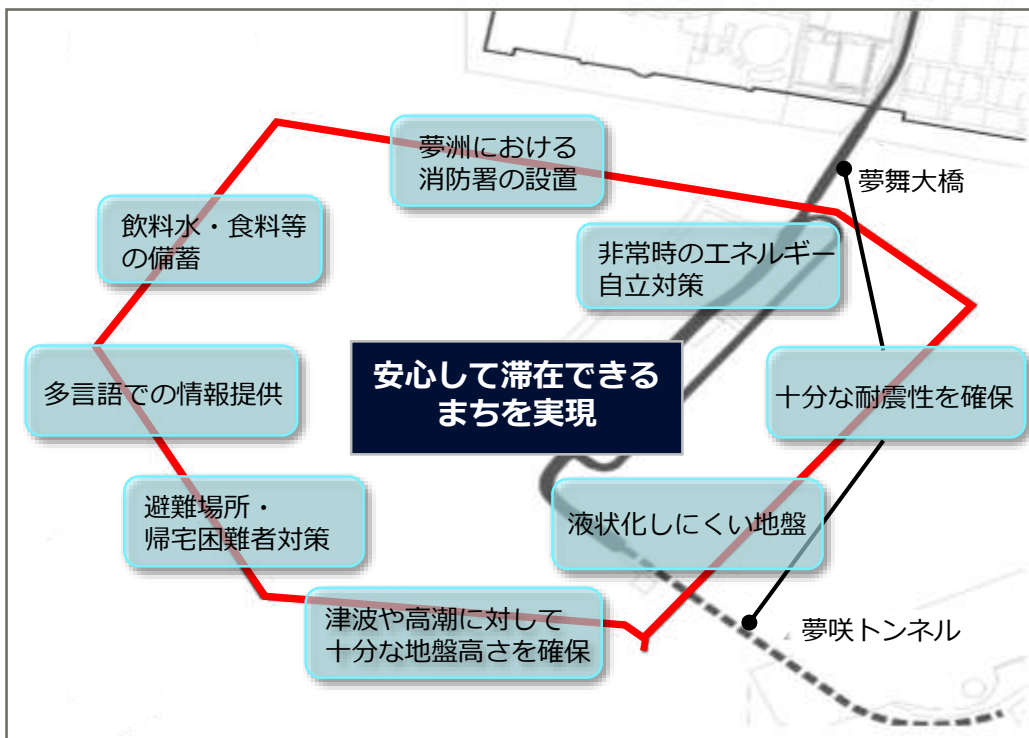 夢洲における
消防署の設置
夢舞大橋
飲料水・食料等
の備蓄
非常時のエネルギー
自立対策
多言語での情報提供
安心して滞在できる
まちを実現
十分な耐震性を確保
避難場所・
帰宅困難者対策
液状化しにくい地盤
津波や高潮に対して
十分な地盤高さを確保
夢咲トンネル